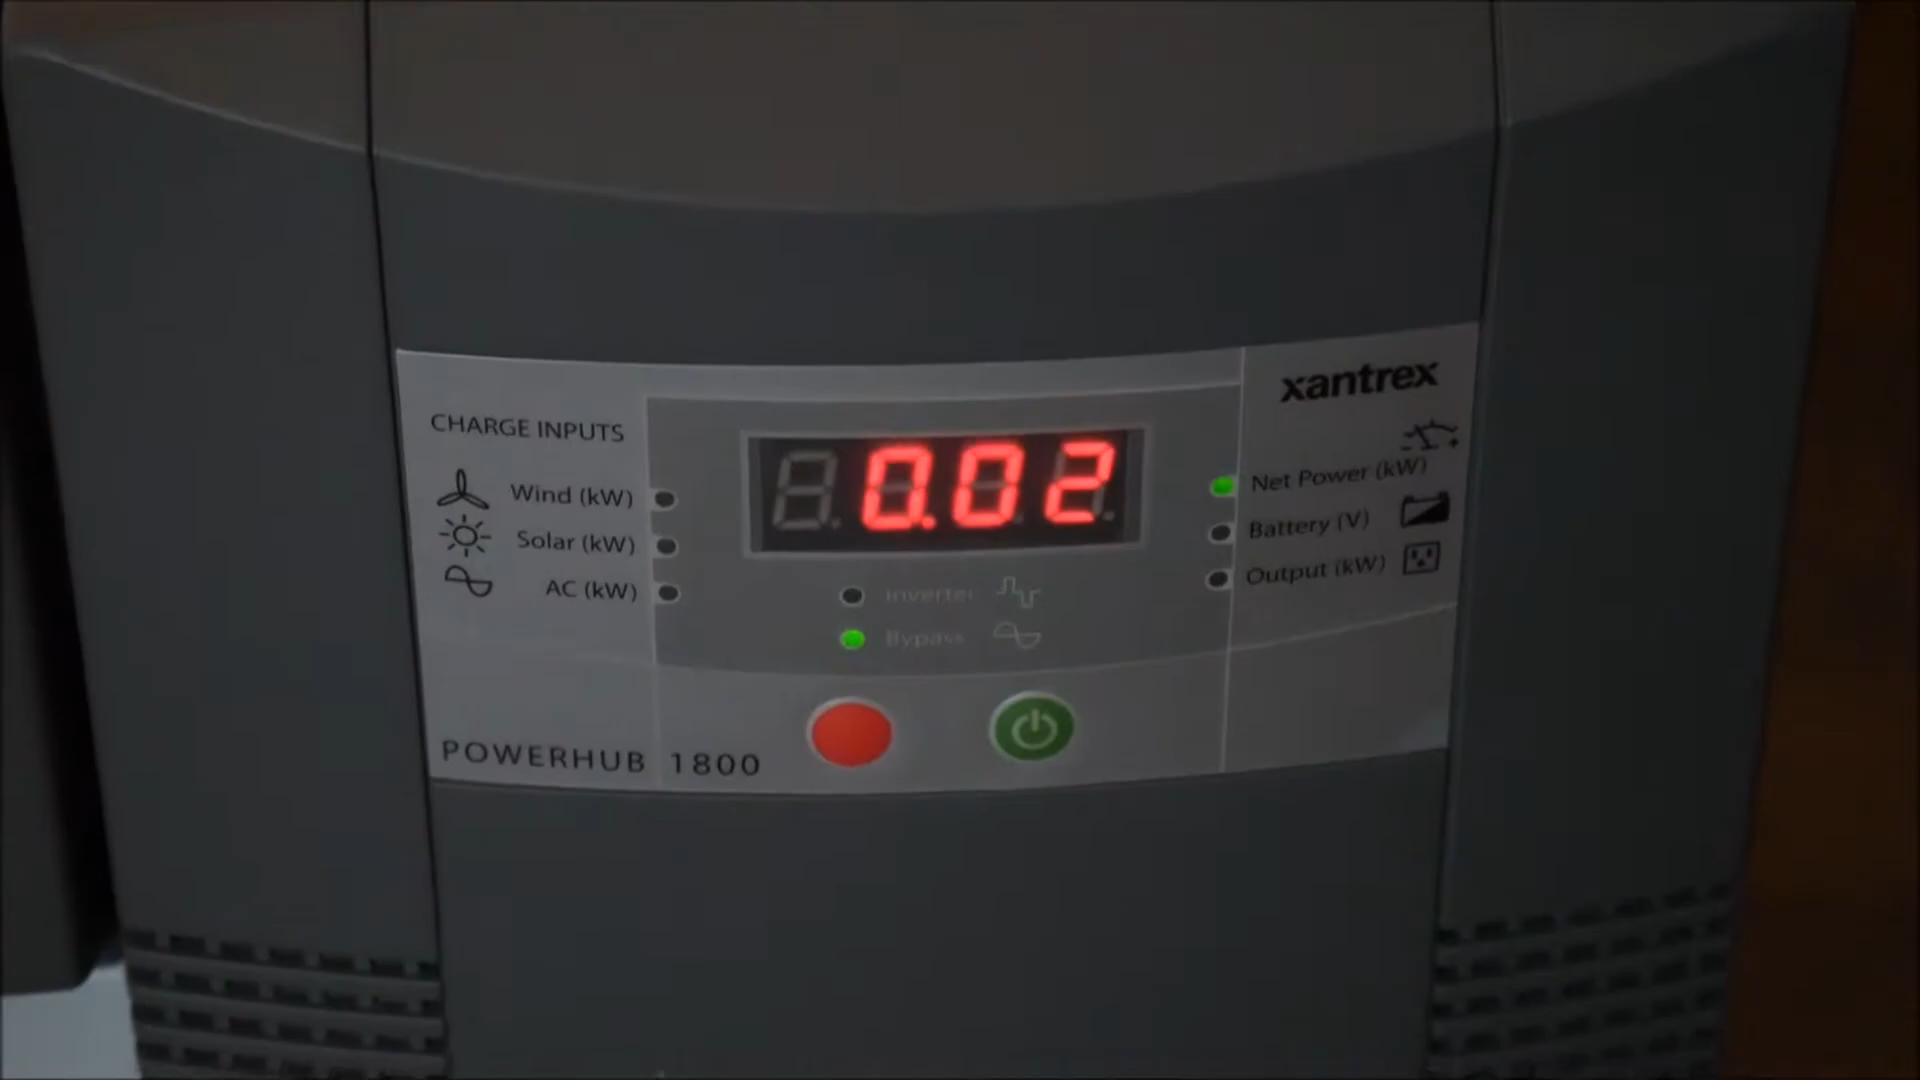 xantrex
CHARGE INPUTS
Wind (kW)
Solar (kW)
AC (kW)
0.02
Net Power (kW)
Battery (V)
Output (kW)
Inverter
Bypass
POWERHUB 1800